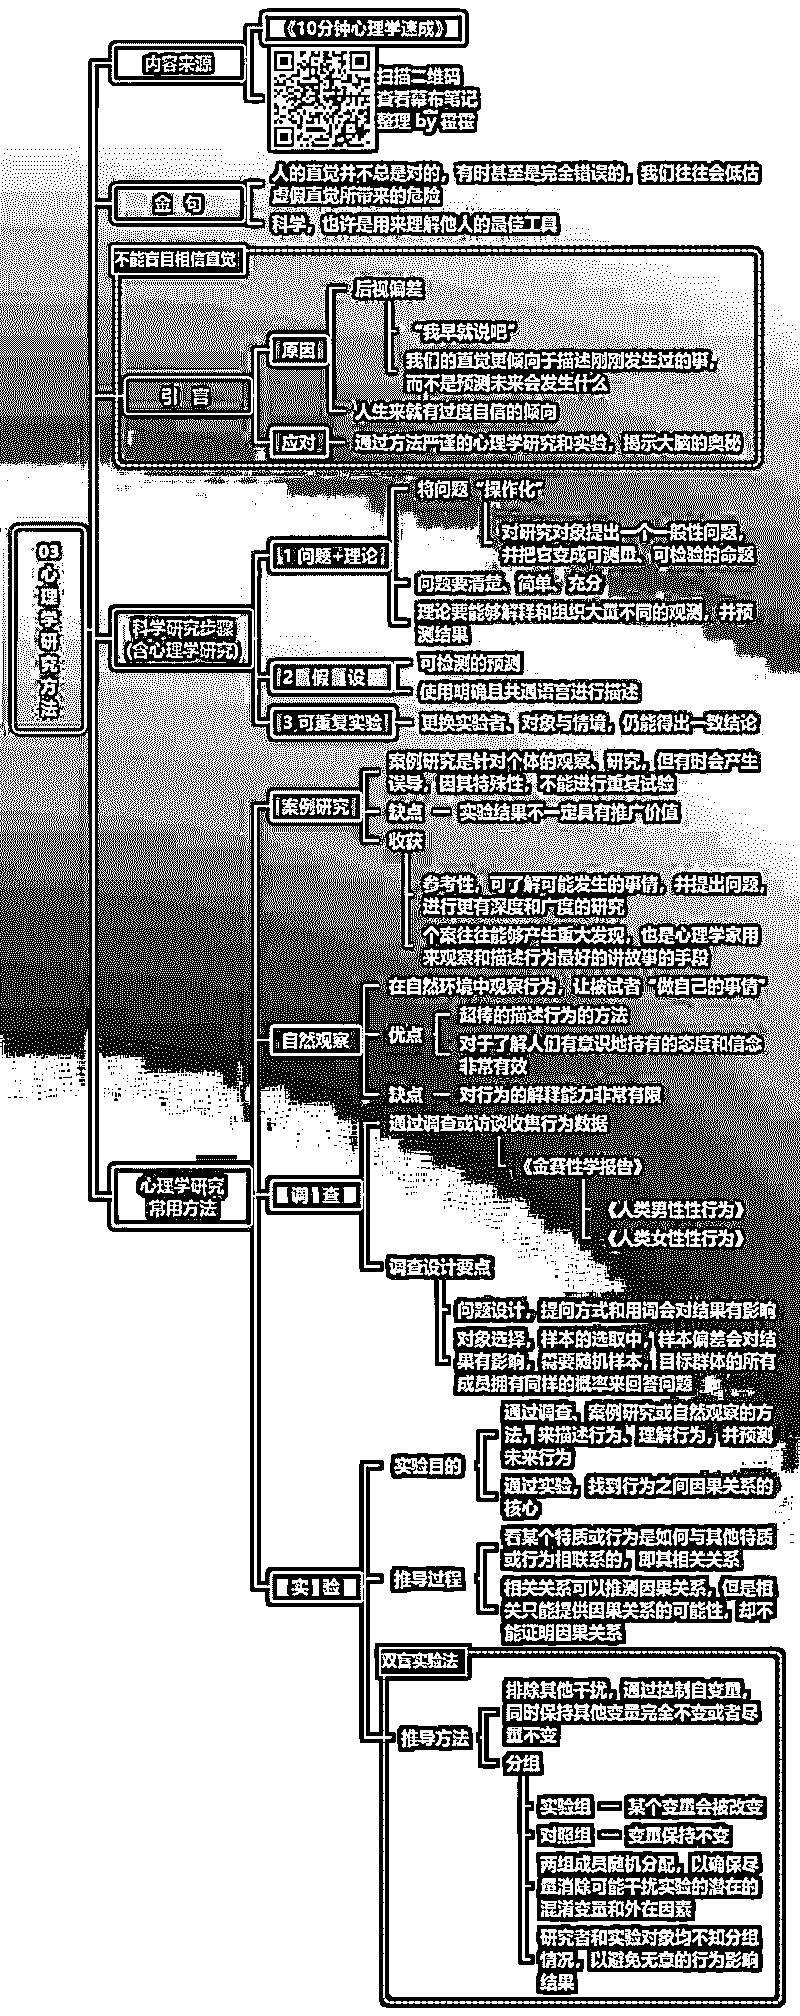 03心理学研究方法
内容来源
《10分钟心理学速成》
扫描二维码
查看幕布笔记
整理 by 蛋蛋
金 句
人的直觉并不总是对的，有时甚至是完全错误的，我们往往会低估
虚假直觉所带来的危险
科学，也许是用来理解他人的最佳工具
不能盲目相信直觉
引 言
原因
后视偏差
“我早就说吧”
我们的直觉更倾向于描述刚刚发生过的事，
而不是预测未来会发生什么
人生来就有过度自信的倾向
应对
通过方法严谨的心理学研究和实验，揭示大脑的奥秘
科学研究步骤
(含心理学研究)
1 问题+理论
将问题“操作化”
对研究对象提出一个一般性问题，
并把它变成可测量、可检验的命题
问题要清楚、简单、充分
理论要能够解释和组织大量不同的观测，并预
测结果
2 假设
可检测的预测
使用明确且共通语言进行描述
3 可重复实验
更换实验者、对象与情境，仍能得出一致结论
心理学研究
常用方法
案例研究
案例研究是针对个体的观察、研究，但有时会产生
误导，因其特殊性，不能进行重复试验
缺点
实验结果不一定具有推广价值
收获
参考性，可了解可能发生的事情，并提出问题，
进行更有深度和广度的研究
个案往往能够产生重大发现，也是心理学家用
来观察和描述行为最好的讲故事的手段
自然观察
在自然环境中观察行为，让被试者“做自己的事情”
优点
超棒的描述行为的方法
对于了解人们有意识地持有的态度和信念
非常有效
缺点
对行为的解释能力非常有限
调 查
通过调查或访谈收集行为数据
《金赛性学报告》
《人类男性性行为》
《人类女性性行为》
调查设计要点
问题设计，提问方式和用词会对结果有影响
对象选择，样本的选取中，样本偏差会对结
果有影响，需要随机样本，目标群体的所有
成员拥有同样的概率来回答问题
实 验
实验目的
通过调查、案例研究或自然观察的方
法，来描述行为、理解行为，并预测
未来行为
通过实验，找到行为之间因果关系的
核心
推导过程
看某个特质或行为是如何与其他特质
或行为相联系的，即其相关关系
相关关系可以推测因果关系，但是相
关只能提供因果关系的可能性，却不
能证明因果关系
双盲实验法
推导方法
排除其他干扰，通过控制自变量，
同时保持其他变量完全不变或者尽
量不变
分组
实验组
某个变量会被改变
对照组
变量保持不变
两组成员随机分配，以确保尽
量消除可能干扰实验的潜在的
混淆变量和外在因素
研究者和实验对象均不知分组
情况，以避免无意的行为影响
结果